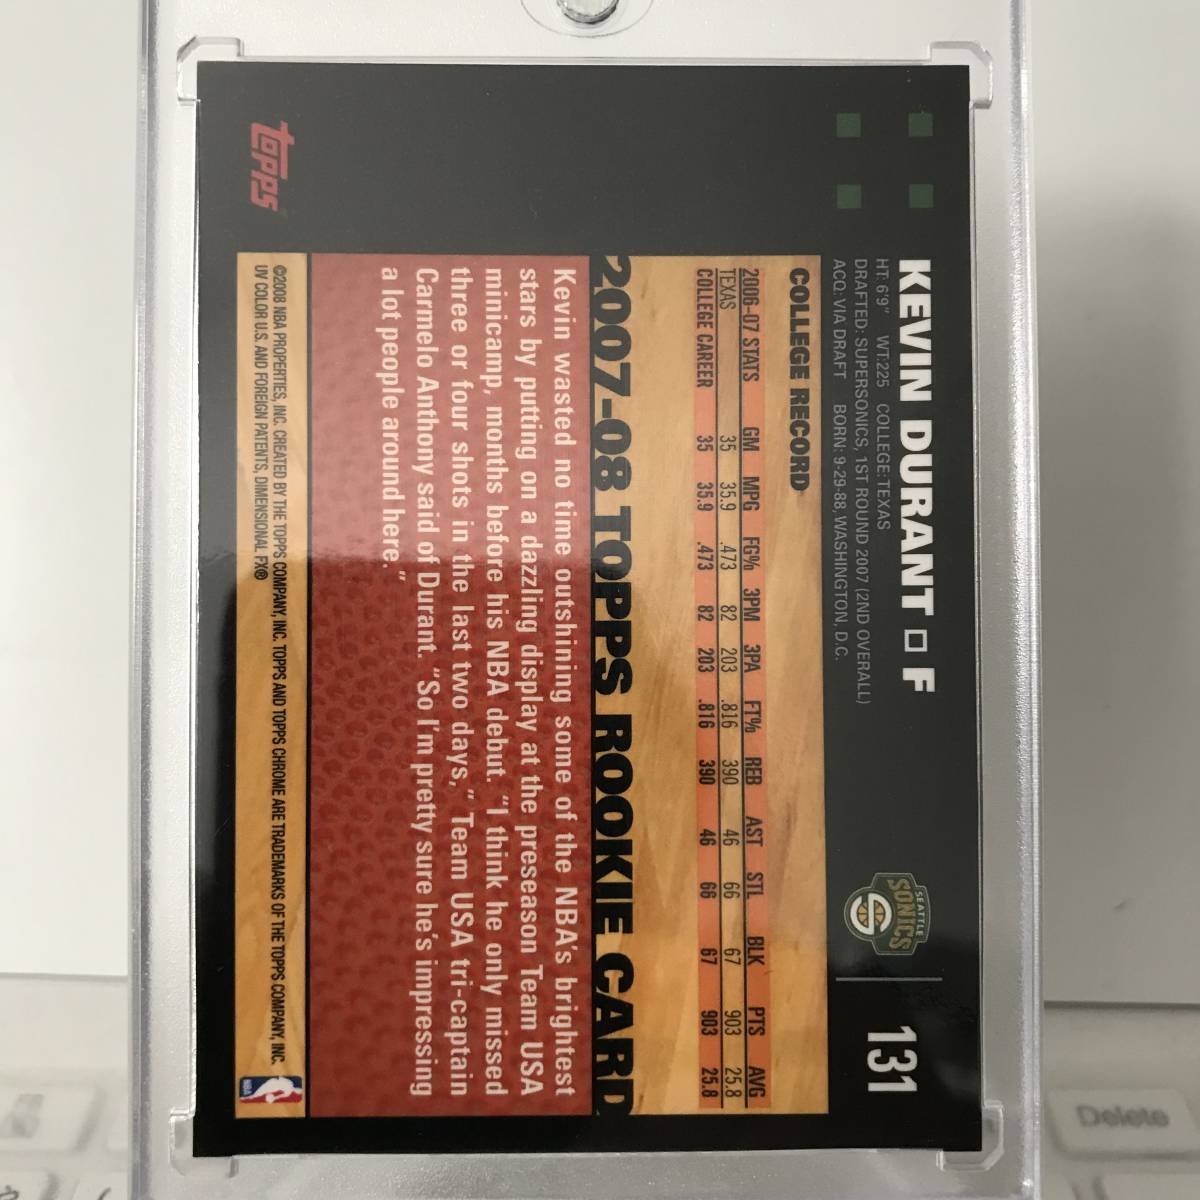 KEVIN DURANT □ F
HT: 6'9" WT: 225 COLLEGE: TEXAS
DRAFTED: SUPERSONICS, 1ST ROUND 2007 (2ND OVERALL)
ACQ: VIA DRAFT BORN: 9-29-88, WASHINGTON, D.C.
SEATTLE
SONICS
131
COLLEGE RECORD
2006-07 STATS GM MPG FG% 3PM 3PA FT% REB AST STL BLK PTS AVG
TEXAS 35 35.9 .473 82 203 .816 390 46 66 67 903 25.8
COLLEGE CAREER 35 35.9 .473 82 203 .816 390 46 66 67 903 25.8
2007-08 TOPPS ROOKIE CARD
Kevin wasted no time outshining some of the NBA's brightest
stars by putting on a dazzling display at the preseason Team USA
minicamp, months before his NBA debut. "I think he only missed
three or four shots in the last two days," Team USA tri-captain
Carmelo Anthony said of Durant. "So I'm pretty sure he's impressing
a lot people around here."
topps
©2008 NBA PROPERTIES, INC. CREATED BY THE TOPPS COMPANY, INC. TOPPS AND TOPPS CHROME ARE TRADEMARKS OF THE TOPPS COMPANY, INC.
UV COLOR U.S. AND FOREIGN PATENTS, DIMENSIONAL FX®
NBA
Delete